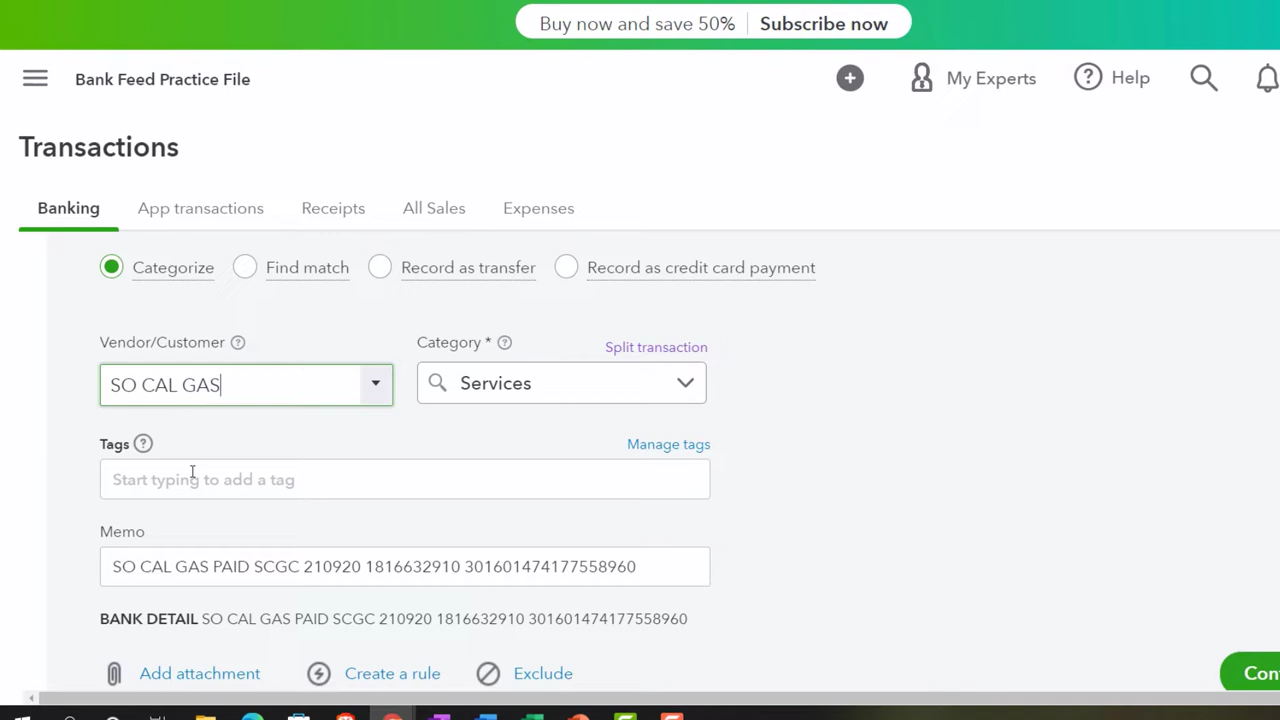 Buy now and save 50% Subscribe now
Bank Feed Practice File My Experts Help
Transactions
Banking App transactions Receipts All Sales Expenses
Categorize Find match Record as transfer Record as credit card payment
Vendor/Customer Category * Split transaction
SO CAL GAS Services
Tags Manage tags
Start typing to add a tag
Memo
SO CAL GAS PAID SCGC 210920 1816632910 301601474177558960
BANK DETAIL SO CAL GAS PAID SCGC 210920 1816632910 301601474177558960
Add attachment Create a rule Exclude